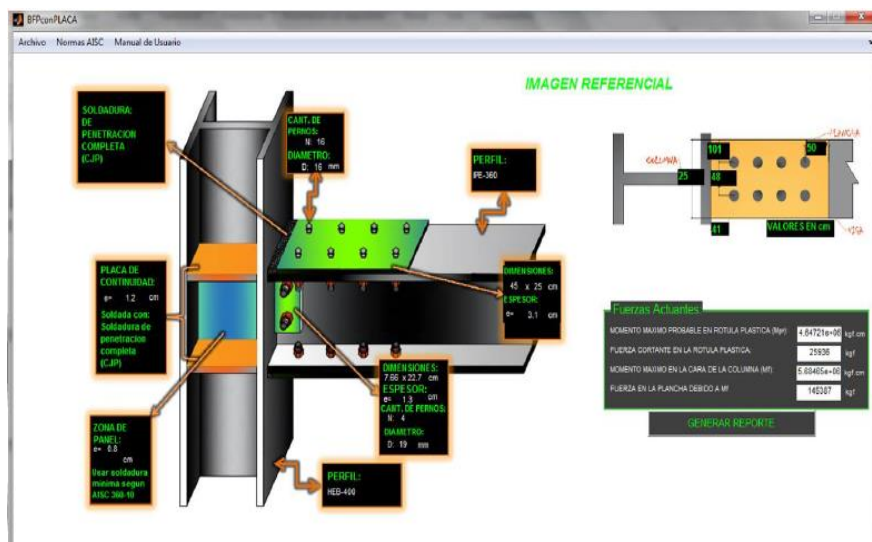 BFPconPLACA
Archivo Normas AISC Manual de Usuario
IMAGEN REFERENCIAL
SOLDADURA:
DE
PENETRACION
COMPLETA
(CJP)
CANT. DE
PERNOS:
N: 16
DIAMETRO:
D: 16 mm
PERFIL:
IPE-360
COLUMNA
101
50
25
48
41
VALORES EN cm
VIGA
PLACA DE
CONTINUIDAD:
e= 1.2 cm
Soldada con:
Soldadura de
penetracion
completa
(CJP)
DIMENSIONES:
45 x 25 cm
ESPESOR:
e= 3.1 cm
Fuerzas Actuantes
MOMENTO MAXIMO PROBABLE EN ROTULA PLASTICA (Mpr): 4.64721e+06 kgf.cm
FUERZA CORTANTE EN LA ROTULA PLASTICA: 25936 kgf
MOMENTO MAXIMO EN LA CARA DE LA COLUMNA (Mf): 5.68465e+06 kgf.cm
FUERZA EN LA PLANCHA DEBIDO A Mf 145387 kgf
GENERAR REPORTE
DIMENSIONES:
7.66 x 22.7 cm
ESPESOR:
e= 1.3 cm
CANT. DE PERNOS:
N: 4
DIAMETRO:
D: 19 mm
ZONA DE
PANEL:
e= 0.8
cm
Usar soldadura
minima segun
AISC 360-10
PERFIL:
HEB-400